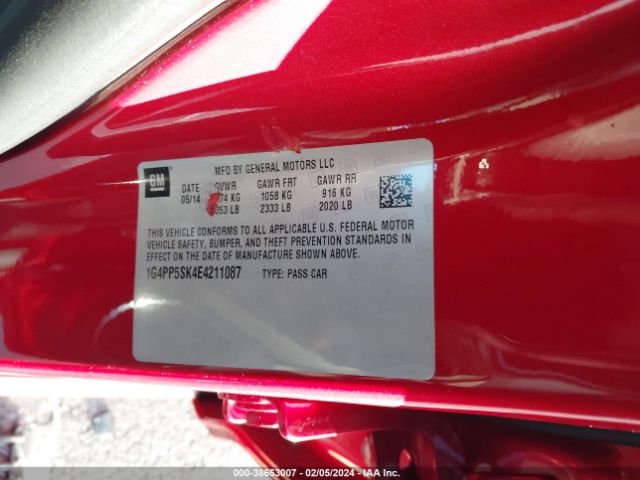 GM
MFD BY GENERAL MOTORS LLC
DATE GVWR GAWR FRT GAWR RR
05/14 KG 1058 KG 916 KG
LB 2333 LB 2020 LB
THIS VEHICLE CONFORMS TO ALL APPLICABLE U.S. FEDERAL MOTOR
VEHICLE SAFETY, BUMPER, AND THEFT PREVENTION STANDARDS IN
EFFECT ON THE DATE OF MANUFACTURE SHOWN ABOVE.
1G4PP5SK4E4211087 TYPE: PASS CAR
000-38653007 - 02/05/2024 - IAA Inc.